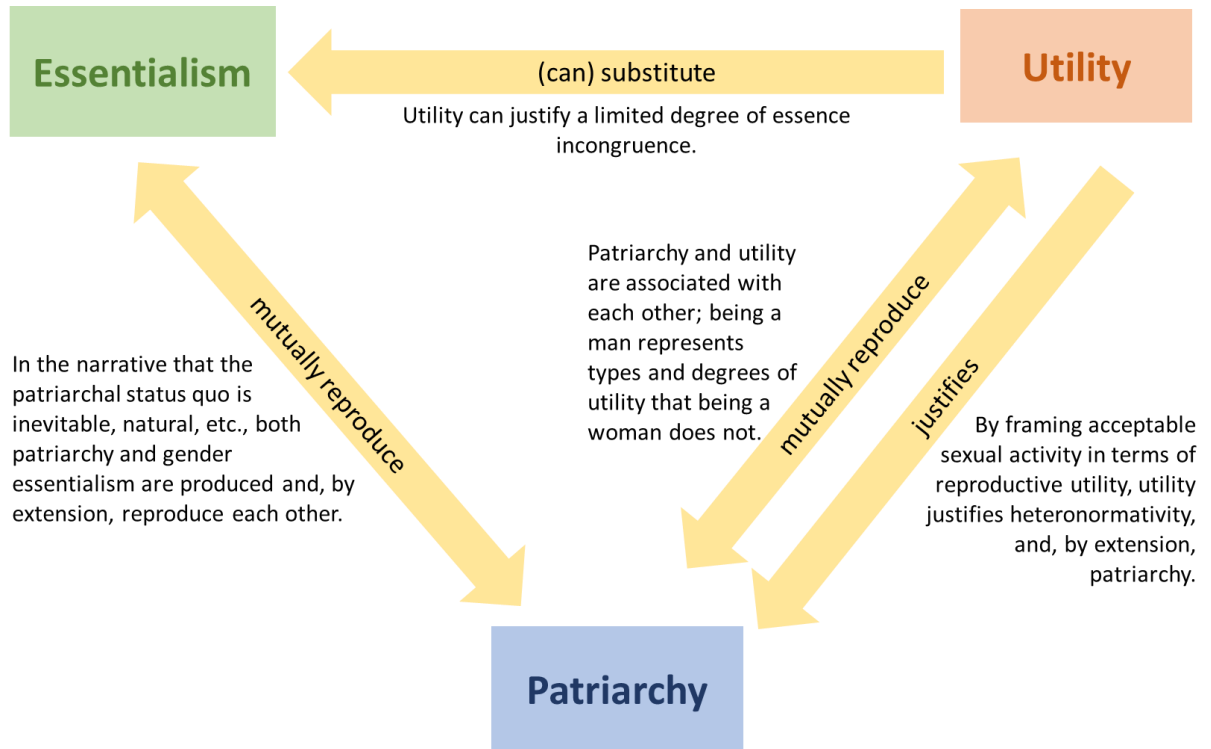 Essentialism
Utility
(can) substitute
Utility can justify a limited degree of essence
incongruence.
mutually reproduce
In the narrative that the
patriarchal status quo is
inevitable, natural, etc., both
patriarchy and gender
essentialism are produced and, by
extension, reproduce each other.
Patriarchy and utility
are associated with
each other; being a
man represents
types and degrees of
utility that being a
woman does not.
mutually reproduce
justifies
By framing acceptable
sexual activity in terms of
reproductive utility, utility
justifies heteronormativity,
and, by extension,
patriarchy.
Patriarchy